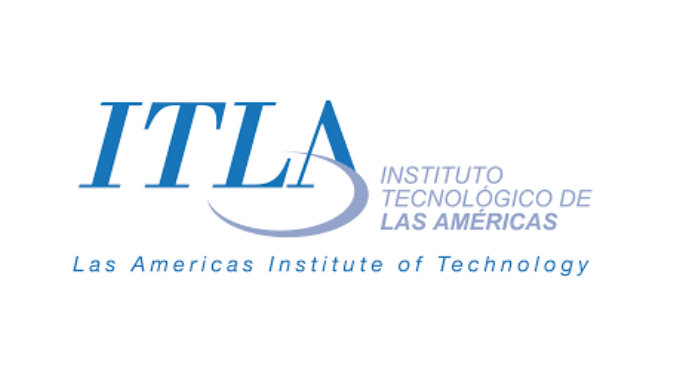 ITLA
INSTITUTO
TECNOLÓGICO DE
LAS AMÉRICAS
Las Americas Institute of Technology